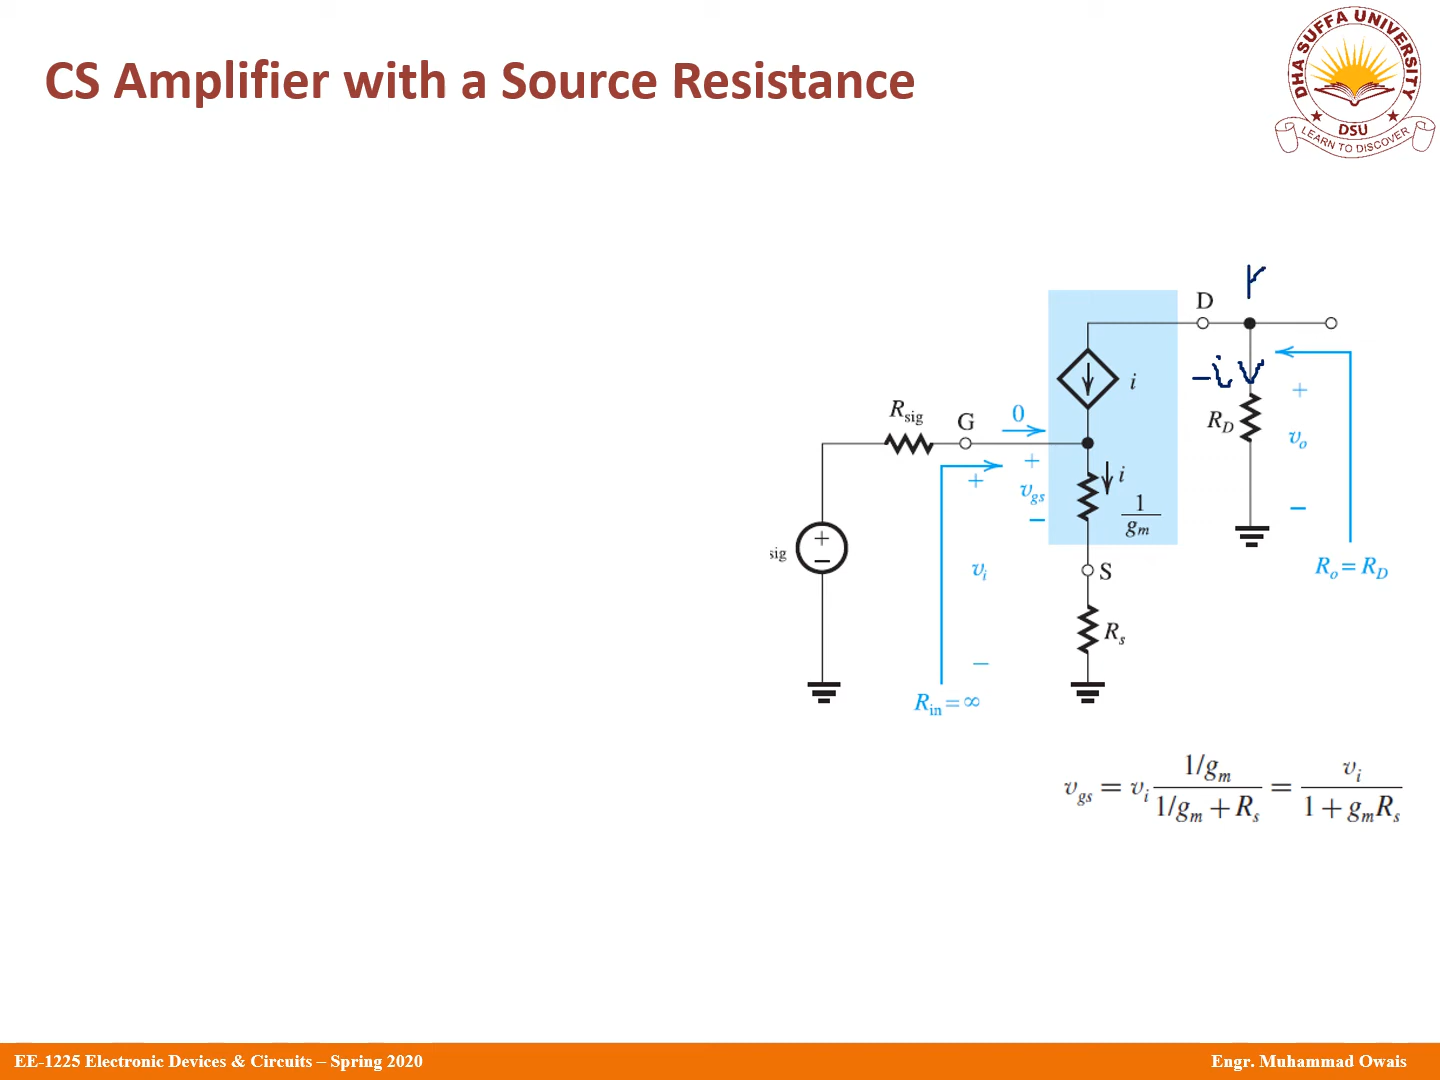 CS Amplifier with a Source Resistance
DHA SUFFA UNIVERSITY
DSU
LEARN TO DISCOVER
D
-i
i
R_D
+
v_o
−
R_sig
G
0
+
+
v_gs
−
i
1/g_m
sig
+
−
v_i
S
R_o = R_D
R_s
−
R_in = ∞
v_gs = v_i (1/g_m)/(1/g_m + R_s) = v_i/(1 + g_m R_s)
EE-1225 Electronic Devices & Circuits – Spring 2020
Engr. Muhammad Owais